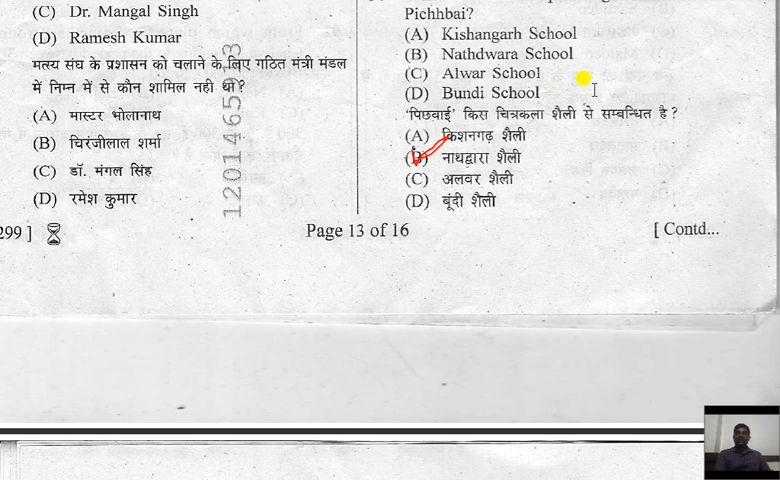 (C) Dr. Mangal Singh
(D) Ramesh Kumar
मत्स्य संघ के प्रशासन को चलाने के लिए गठित मंत्री मंडल
में निम्न में से कौन शामिल नही था?
(A) मास्टर भोलानाथ
(B) चिरंजीलाल शर्मा
(C) डॉ. मंगल सिंह
(D) रमेश कुमार
Pichhbai?
(A) Kishangarh School
(B) Nathdwara School
(C) Alwar School
(D) Bundi School
'पिछवाई' किस चित्रकला शैली से सम्बन्धित है?
(A) किशनगढ़ शैली
(B) नाथद्वारा शैली
(C) अलवर शैली
(D) बूंदी शैली
299 ]
Page 13 of 16
[ Contd...